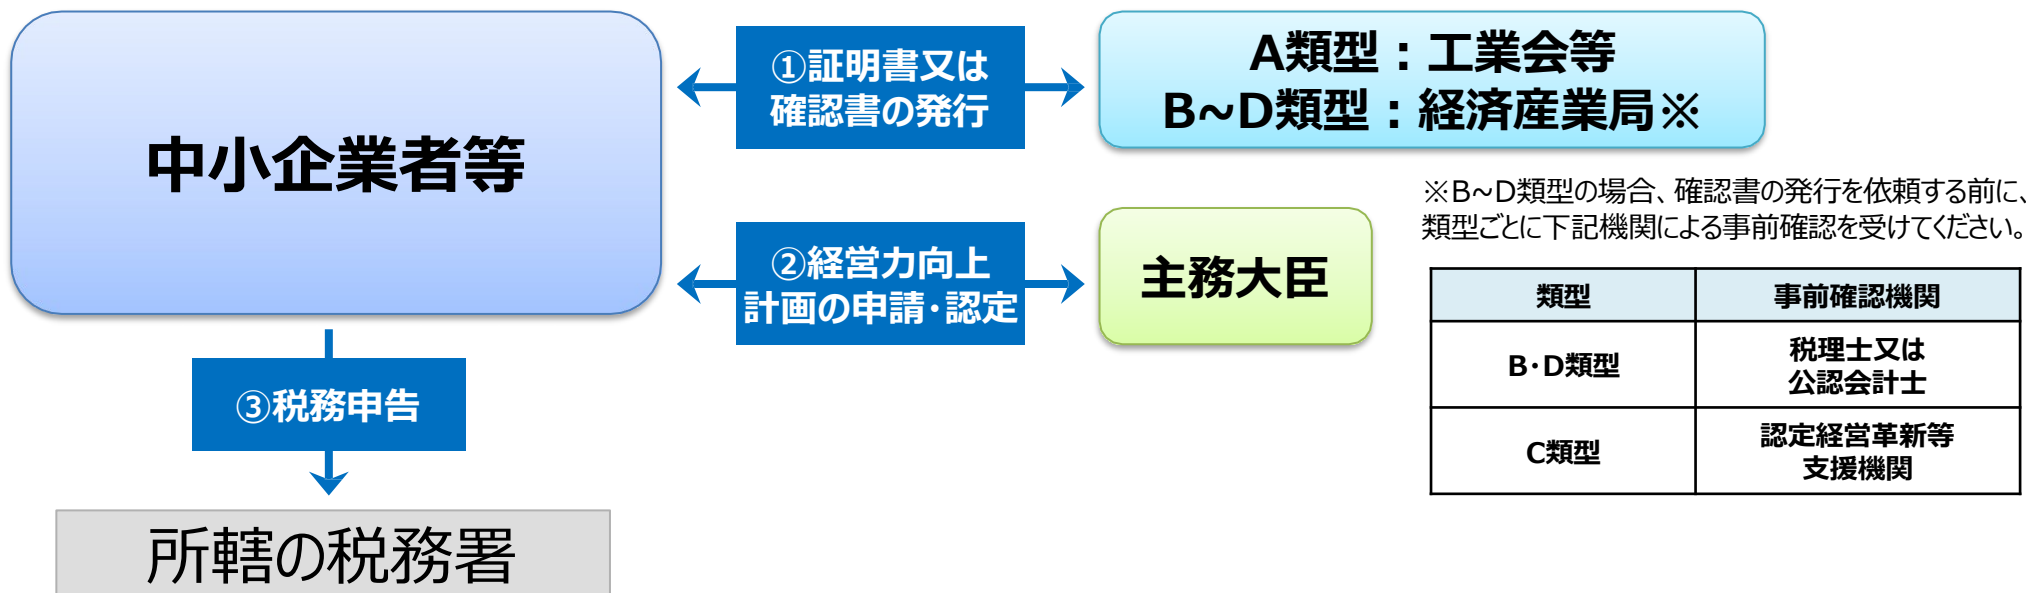 中小企業者等
①証明書又は
確認書の発行
A類型：工業会等
B~D類型：経済産業局※
②経営力向上
計画の申請・認定
主務大臣
③税務申告
所轄の税務署
※B~D類型の場合、確認書の発行を依頼する前に、
類型ごとに下記機関による事前確認を受けてください。
類型 事前確認機関
B・D類型 税理士又は
公認会計士
C類型 認定経営革新等
支援機関